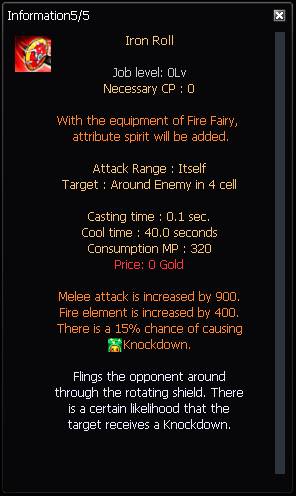 Information5/5
Iron Roll
Job level: 0Lv
Necessary CP : 0
With the equipment of Fire Fairy,
attribute spirit will be added.
Attack Range : Itself
Target : Around Enemy in 4 cell
Casting time : 0.1 sec.
Cool time : 40.0 seconds
Consumption MP : 320
Price: 0 Gold
Melee attack is increased by 900.
Fire element is increased by 400.
There is a 15% chance of causing
Knockdown.
Flings the opponent around
through the rotating shield. There
is a certain likelihood that the
target receives a Knockdown.